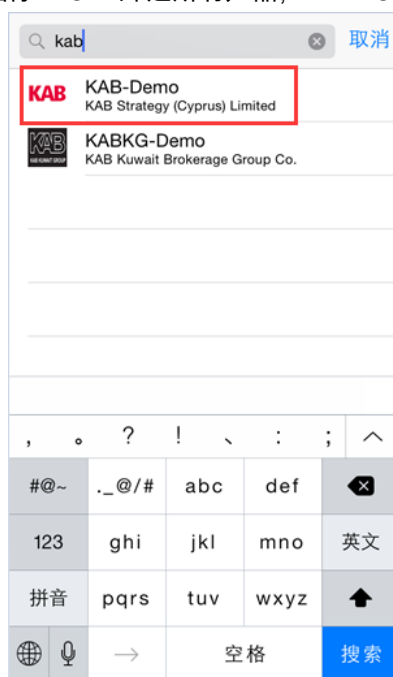 kab
取消
KAB
KAB-Demo
KAB Strategy (Cyprus) Limited
KAB
KABKG-Demo
KAB Kuwait Brokerage Group Co.
, 。 ? ! 、 : ; ^
#@~ ._@/# abc def
123 ghi jkl mno 英文
拼音 pqrs tuv wxyz
→ 空格 搜索